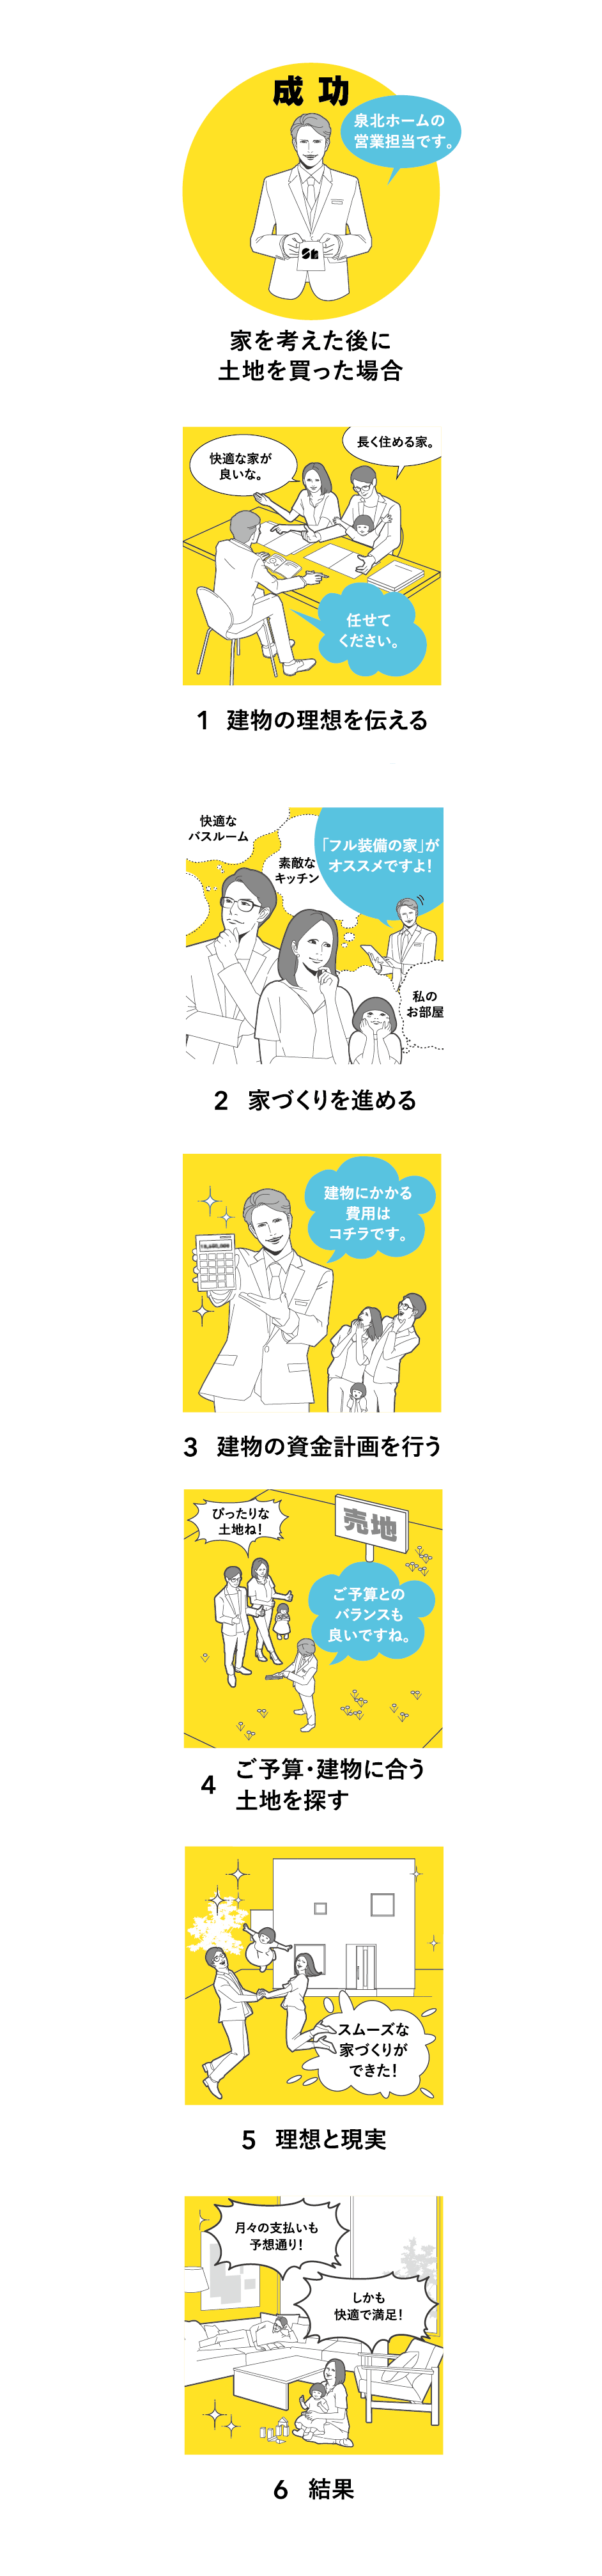 成功
泉北ホームの
営業担当です。
家を考えた後に
土地を買った場合
快適な家が
良いな。
長く住める家。
任せて
ください。
1 建物の理想を伝える
快適な
バスルーム
素敵な
キッチン
「フル装備の家」が
オススメですよ!
私の
お部屋
2 家づくりを進める
建物にかかる
費用は
コチラです。
3 建物の資金計画を行う
ぴったりな
土地ね!
売地
ご予算との
バランスも
良いですね。
4 ご予算・建物に合う
土地を探す
スムーズな
家づくりが
できた!
5 理想と現実
月々の支払いも
予想通り!
しかも
快適で満足!
6 結果